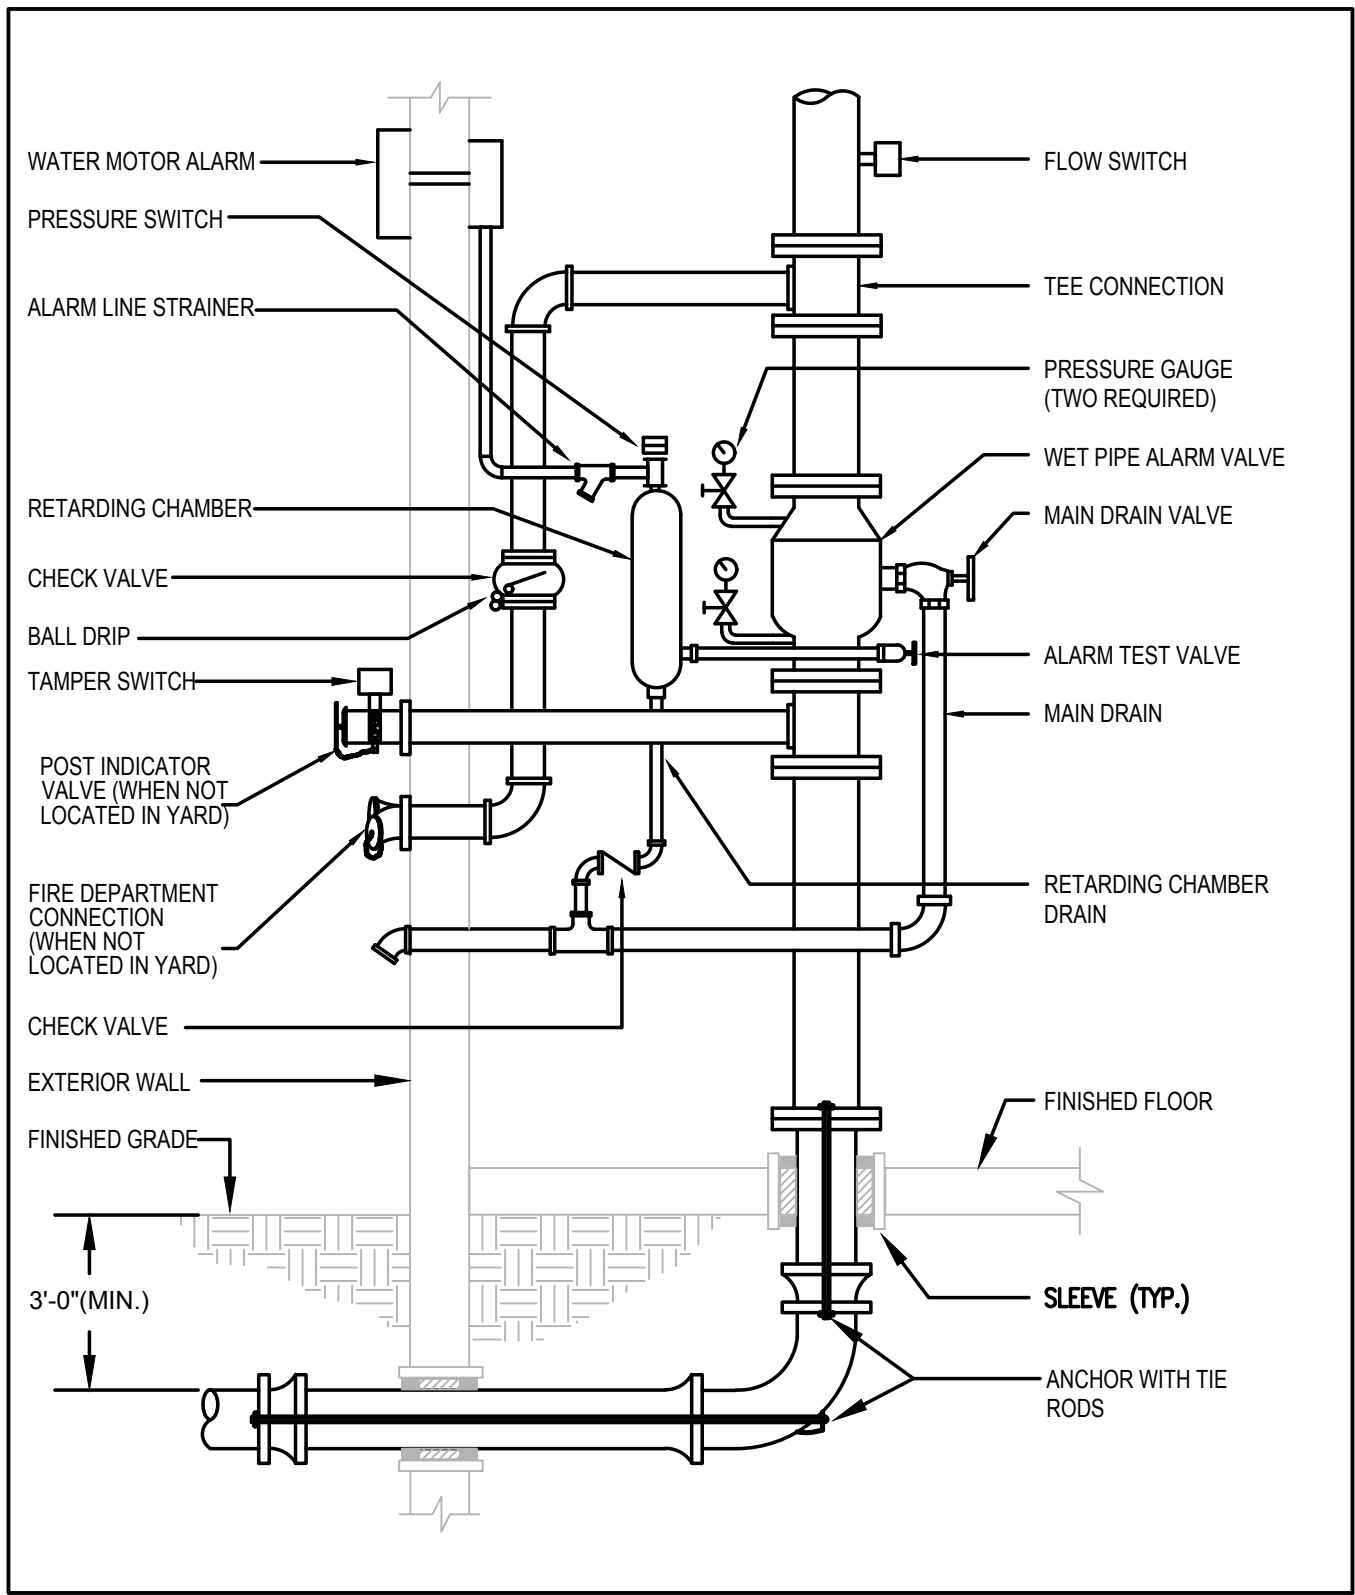 WATER MOTOR ALARM
PRESSURE SWITCH
ALARM LINE STRAINER
RETARDING CHAMBER
CHECK VALVE
BALL DRIP
TAMPER SWITCH
POST INDICATOR
VALVE (WHEN NOT
LOCATED IN YARD)
FIRE DEPARTMENT
CONNECTION
(WHEN NOT
LOCATED IN YARD)
CHECK VALVE
EXTERIOR WALL
FINISHED GRADE
3'-0"(MIN.)
FLOW SWITCH
TEE CONNECTION
PRESSURE GAUGE
(TWO REQUIRED)
WET PIPE ALARM VALVE
MAIN DRAIN VALVE
ALARM TEST VALVE
MAIN DRAIN
RETARDING CHAMBER
DRAIN
FINISHED FLOOR
SLEEVE (TYP.)
ANCHOR WITH TIE
RODS